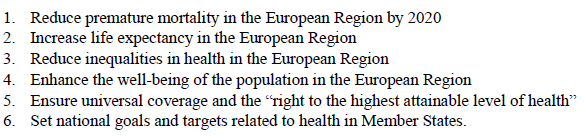 1. Reduce premature mortality in the European Region by 2020
2. Increase life expectancy in the European Region
3. Reduce inequalities in health in the European Region
4. Enhance the well-being of the population in the European Region
5. Ensure universal coverage and the “right to the highest attainable level of health”
6. Set national goals and targets related to health in Member States.